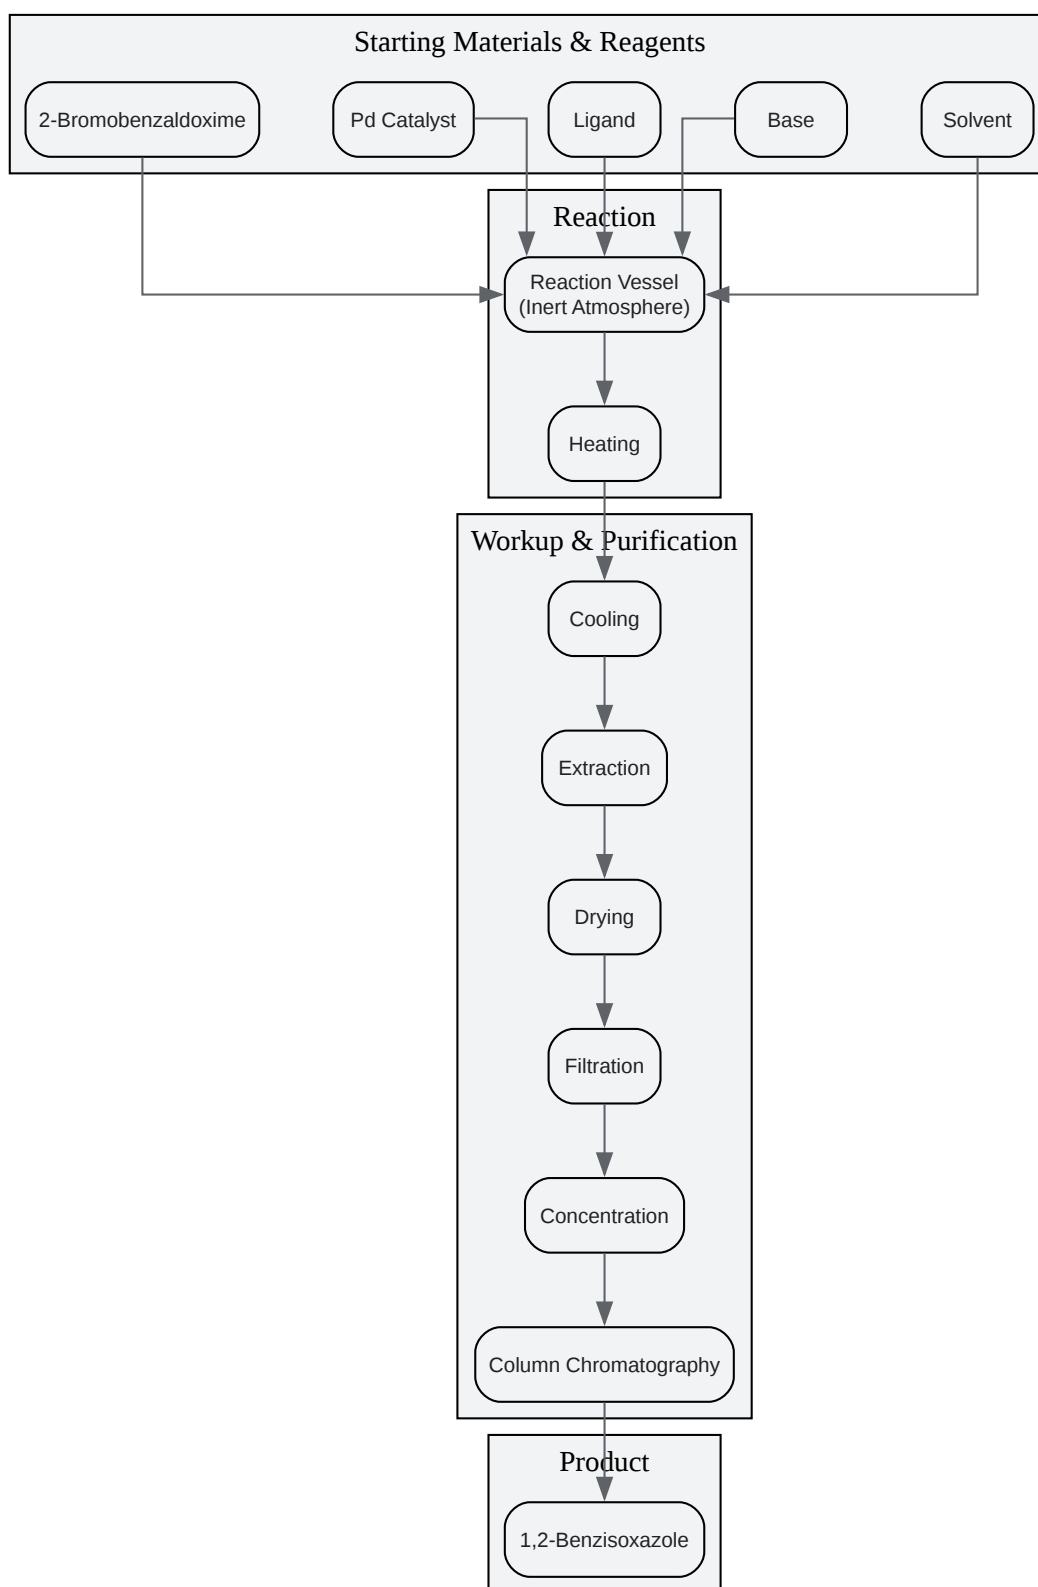 Starting Materials & Reagents
2-Bromobenzaldoxime
Pd Catalyst
Ligand
Base
Solvent
Reaction
Reaction Vessel
(Inert Atmosphere)
Heating
Workup & Purification
Cooling
Extraction
Drying
Filtration
Concentration
Column Chromatography
Product
1,2-Benzisoxazole